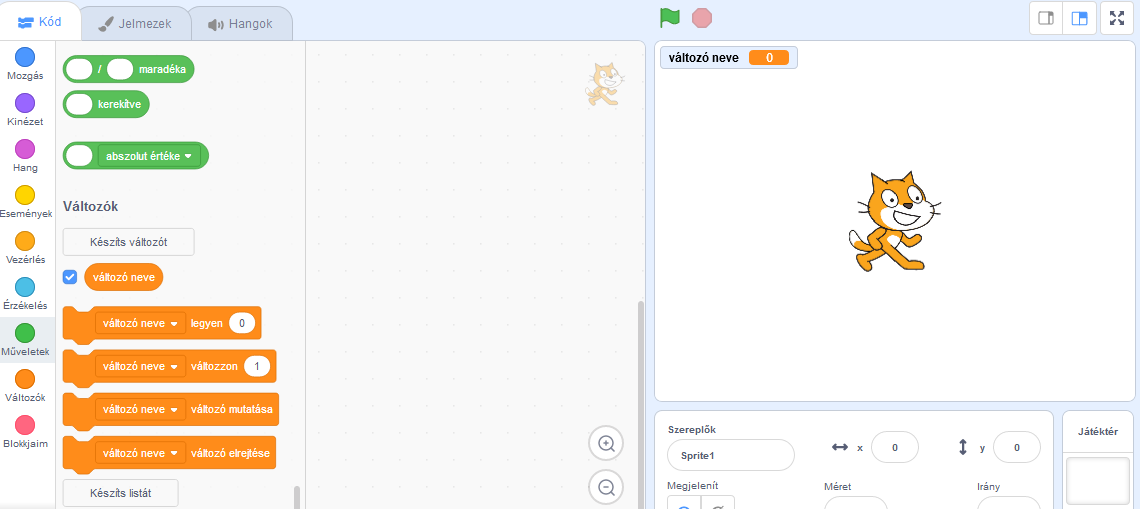 Kód
Jelmezek
Hangok
Mozgás
Kinézet
Hang
Események
Vezérlés
Érzékelés
Műveletek
Változók
Blokkjaim
/ maradéka
kerekítve
abszolut értéke
Változók
Készíts változót
változó neve
változó neve legyen 0
változó neve változzon 1
változó neve változó mutatása
változó neve változó elrejtése
Készíts listát
változó neve 0
Szereplők
Sprite1
x 0
y 0
Megjelenít
Méret
Irány
Játéktér